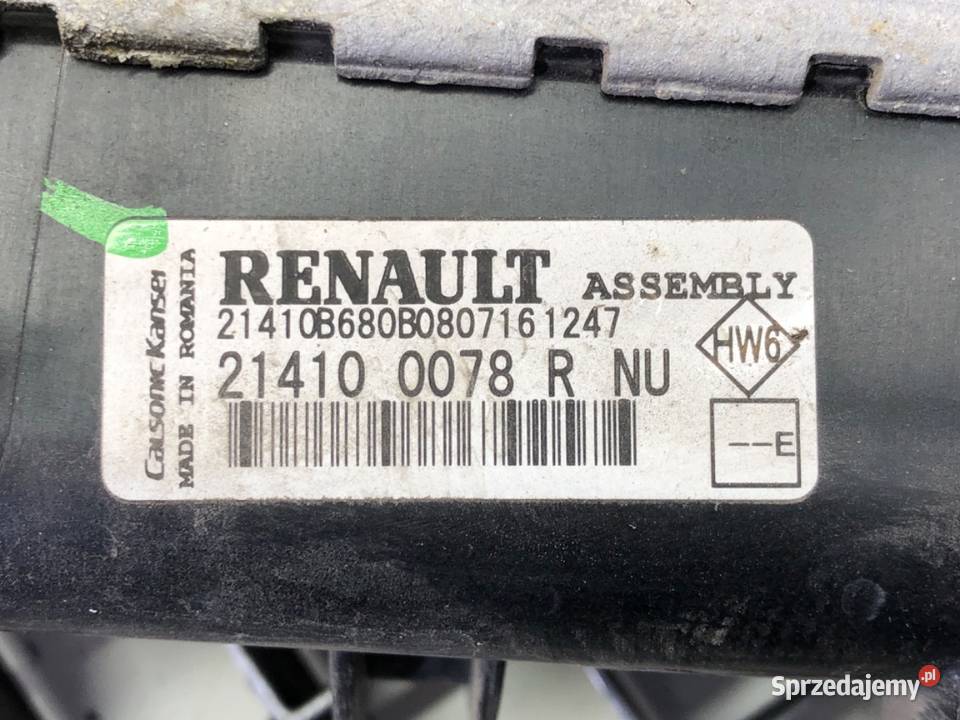 RENAULT ASSEMBLY
21410B680B0807161247
21410 0078 R NU
HW6
--E
CalsonicKansei
MADE IN ROMANIA
Sprzedajemy.pl